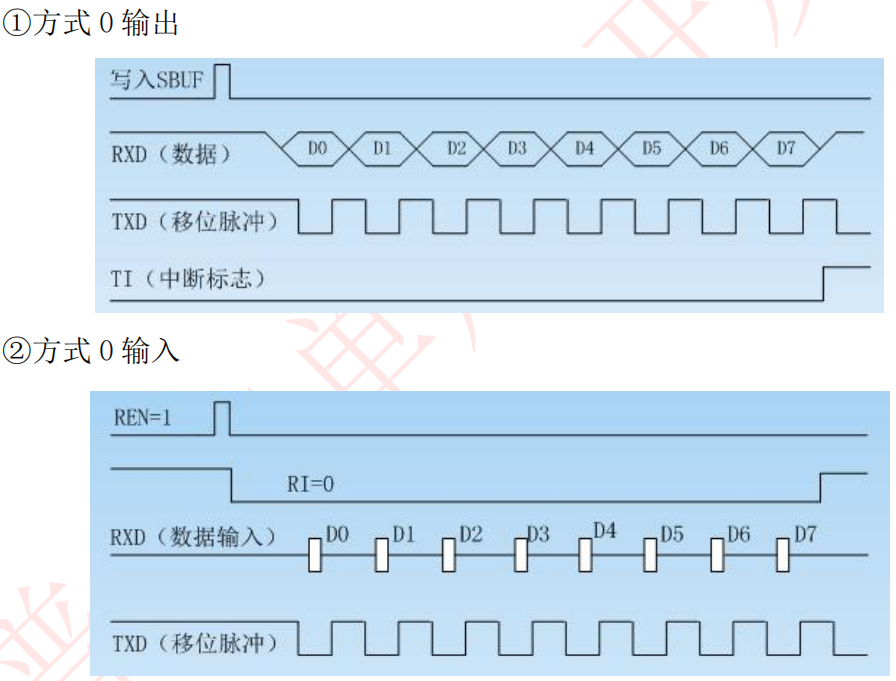 ①方式 0 输出
写入SBUF
RXD（数据）
D0 D1 D2 D3 D4 D5 D6 D7
TXD（移位脉冲）
TI（中断标志）
②方式 0 输入
REN=1
RI=0
RXD（数据输入）
D0 D1 D2 D3 D4 D5 D6 D7
TXD（移位脉冲）